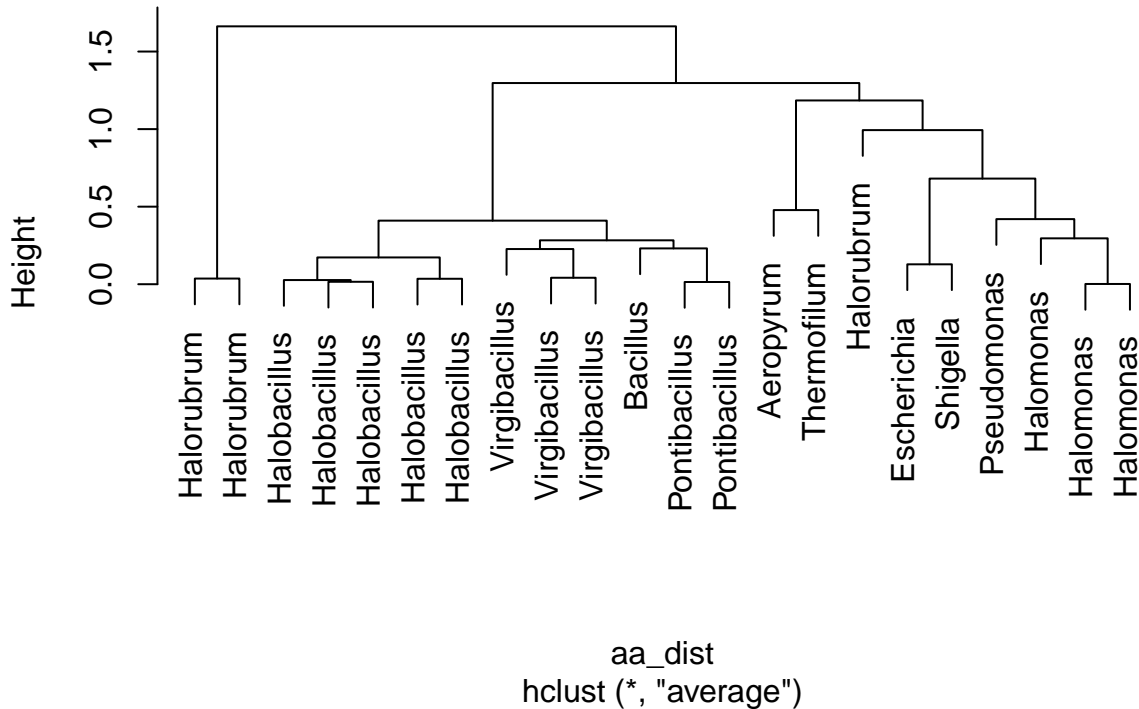 Height
1.5
1.0
0.5
0.0
Halorubrum
Halorubrum
Halobacillus
Halobacillus
Halobacillus
Halobacillus
Halobacillus
Virgibacillus
Virgibacillus
Virgibacillus
Bacillus
Pontibacillus
Pontibacillus
Aeropyrum
Thermofilum
Halorubrum
Escherichia
Shigella
Pseudomonas
Halomonas
Halomonas
Halomonas
aa_dist
hclust (*, "average")